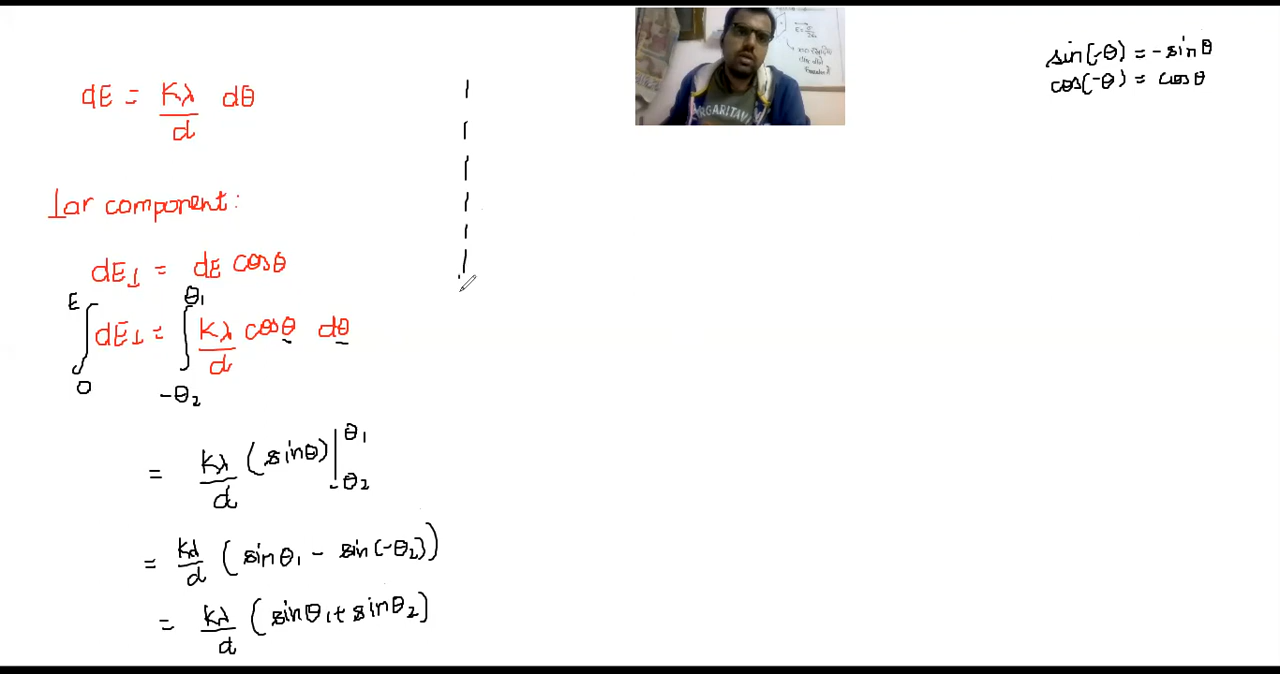 dE = Kλ/d dθ
⊥ar component:
dE⊥ = dE cosθ
∫₀ᴱ dE⊥ = ∫_{-θ₂}^{θ₁} Kλ/d cosθ dθ
= Kλ/d (sinθ) |_{-θ₂}^{θ₁}
= Kλ/d (sinθ₁ - sin(-θ₂))
= Kλ/d (sinθ₁ + sinθ₂)
sin(-θ) = -sinθ
cos(-θ) = cosθ
MARGARITAVI